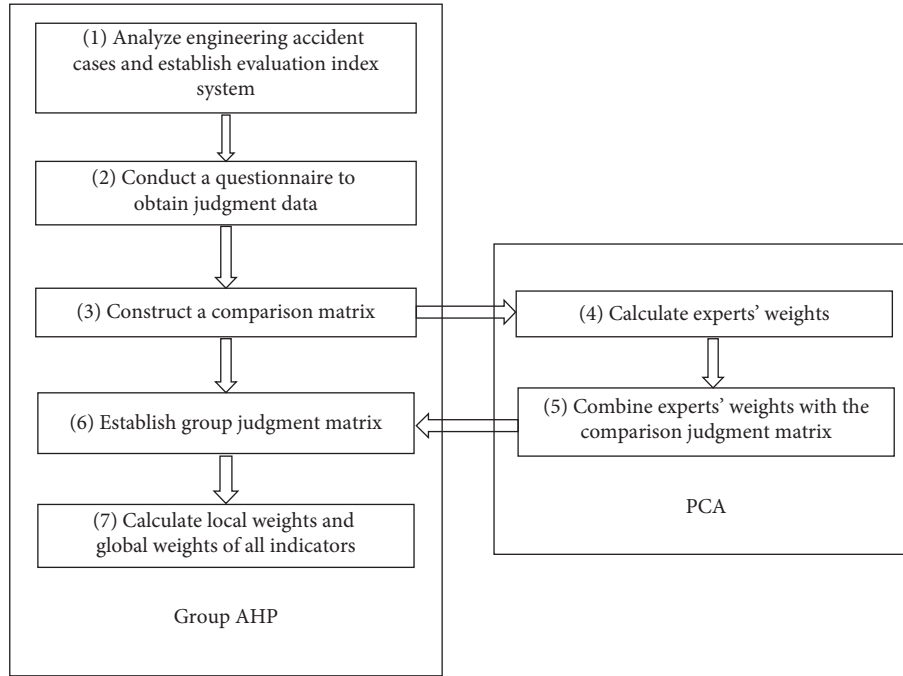 (1) Analyze engineering accident
cases and establish evaluation index
system
(2) Conduct a questionnaire to
obtain judgment data
(3) Construct a comparison matrix
(4) Calculate experts’ weights
(5) Combine experts’ weights with the
comparison judgment matrix
(6) Establish group judgment matrix
(7) Calculate local weights and
global weights of all indicators
PCA
Group AHP